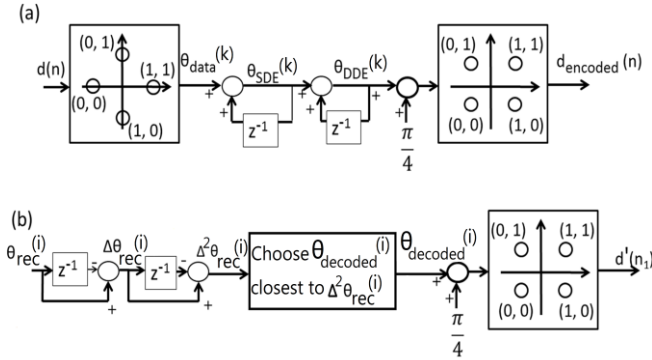 (a)
(0, 1)
(1, 1)
(0, 0)
(1, 0)
d(n)
θdata(k)
+
+
z⁻¹
θSDE(k)
+
+
z⁻¹
θDDE(k)
+
+
π/4
(0, 1)
(1, 1)
(0, 0)
(1, 0)
dencoded(n)
(b)
θrec(i)
z⁻¹
-
+
Δθrec(i)
z⁻¹
-
+
Δ²θrec(i)
Choose θdecoded(i)
closest to Δ²θrec(i)
θdecoded(i)
+
+
π/4
(0, 1)
(1, 1)
(0, 0)
(1, 0)
d'(n₁)